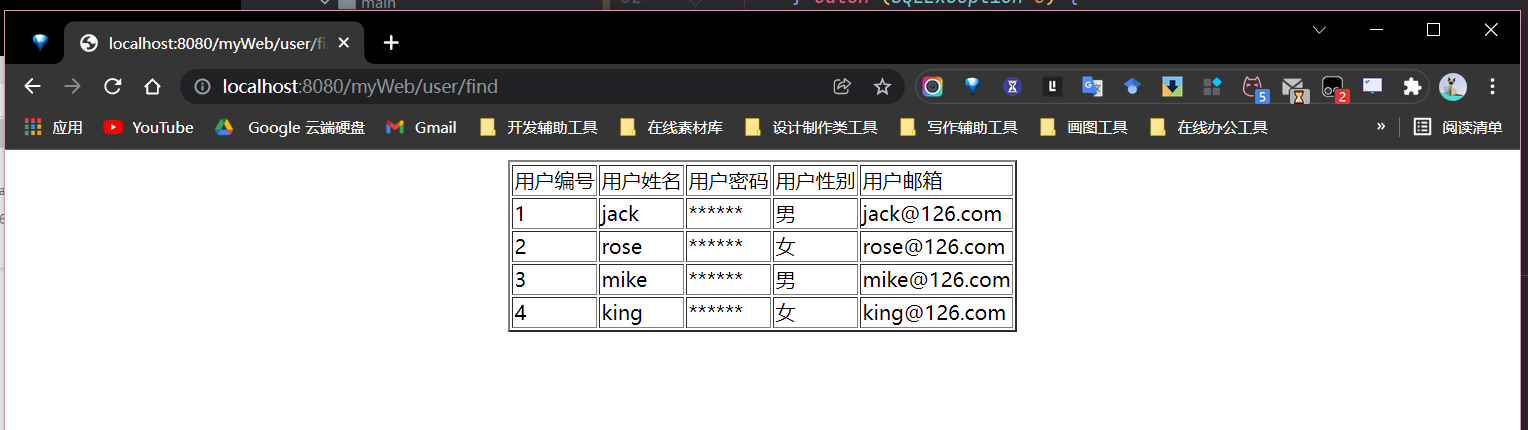 main
localhost:8080/myWeb/user/fi
localhost:8080/myWeb/user/find
5
2
应用 YouTube Google 云端硬盘 Gmail 开发辅助工具 在线素材库 设计制作类工具 写作辅助工具 画图工具 在线办公工具 » 阅读清单
用户编号 用户姓名 用户密码 用户性别 用户邮箱
1 jack ****** 男 jack@126.com
2 rose ****** 女 rose@126.com
3 mike ****** 男 mike@126.com
4 king ****** 女 king@126.com